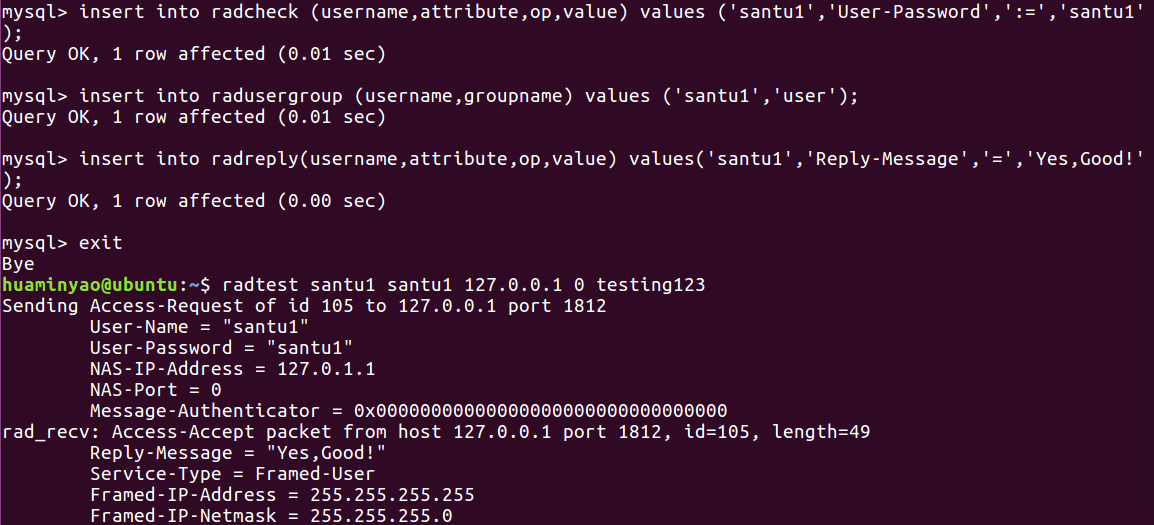 mysql> insert into radcheck (username,attribute,op,value) values ('santu1','User-Password',':=','santu1'
);
Query OK, 1 row affected (0.01 sec)
mysql> insert into radusergroup (username,groupname) values ('santu1','user');
Query OK, 1 row affected (0.01 sec)
mysql> insert into radreply(username,attribute,op,value) values('santu1','Reply-Message','=','Yes,Good!'
);
Query OK, 1 row affected (0.00 sec)
mysql> exit
Bye
huaminyao@ubuntu:~$ radtest santu1 santu1 127.0.0.1 0 testing123
Sending Access-Request of id 105 to 127.0.0.1 port 1812
User-Name = "santu1"
User-Password = "santu1"
NAS-IP-Address = 127.0.1.1
NAS-Port = 0
Message-Authenticator = 0x00000000000000000000000000000000
rad_recv: Access-Accept packet from host 127.0.0.1 port 1812, id=105, length=49
Reply-Message = "Yes,Good!"
Service-Type = Framed-User
Framed-IP-Address = 255.255.255.255
Framed-IP-Netmask = 255.255.255.0